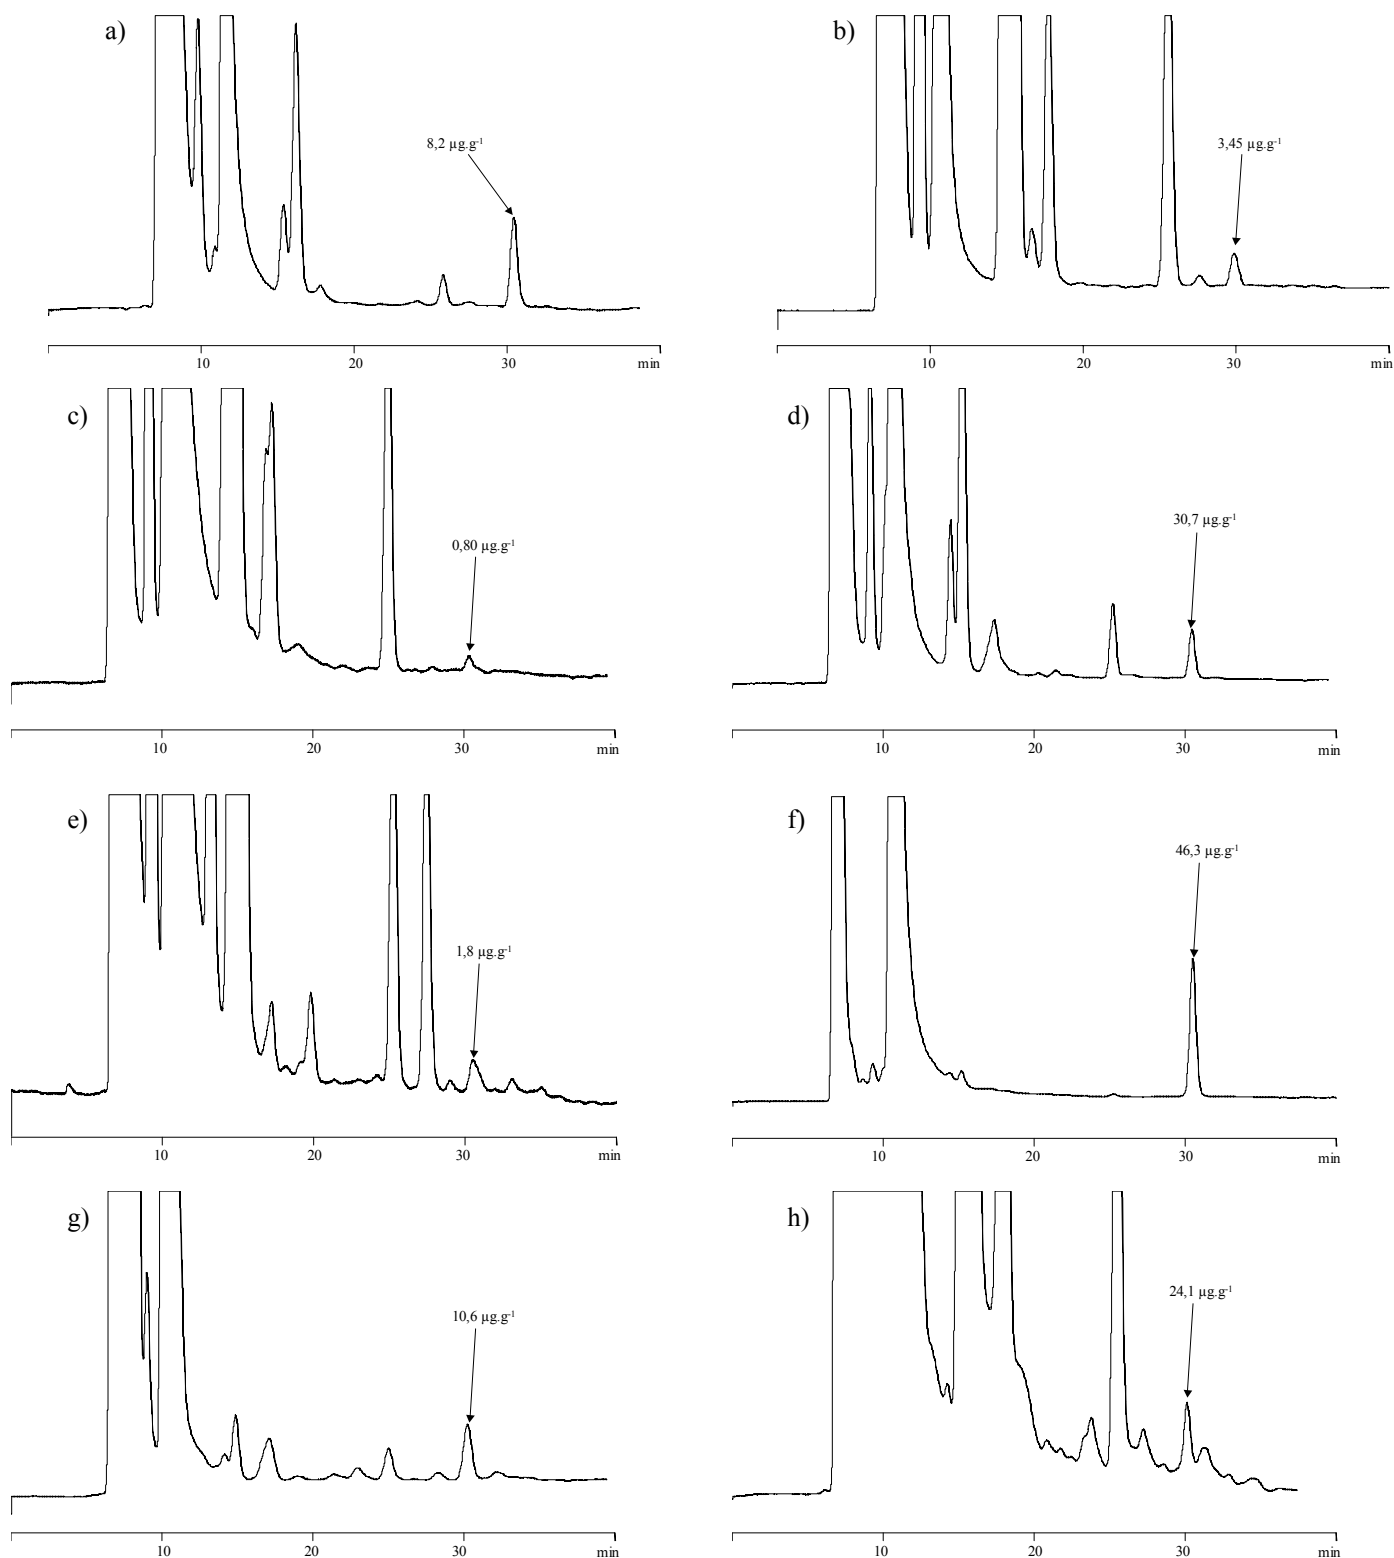 a)
8,2 µg.g-1
10 20 30 min
b)
3,45 µg.g-1
10 20 30 min
c)
0,80 µg.g-1
10 20 30 min
d)
30,7 µg.g-1
10 20 30 min
e)
1,8 µg.g-1
10 20 30 min
f)
46,3 µg.g-1
10 20 30 min
g)
10,6 µg.g-1
10 20 30 min
h)
24,1 µg.g-1
10 20 30 min